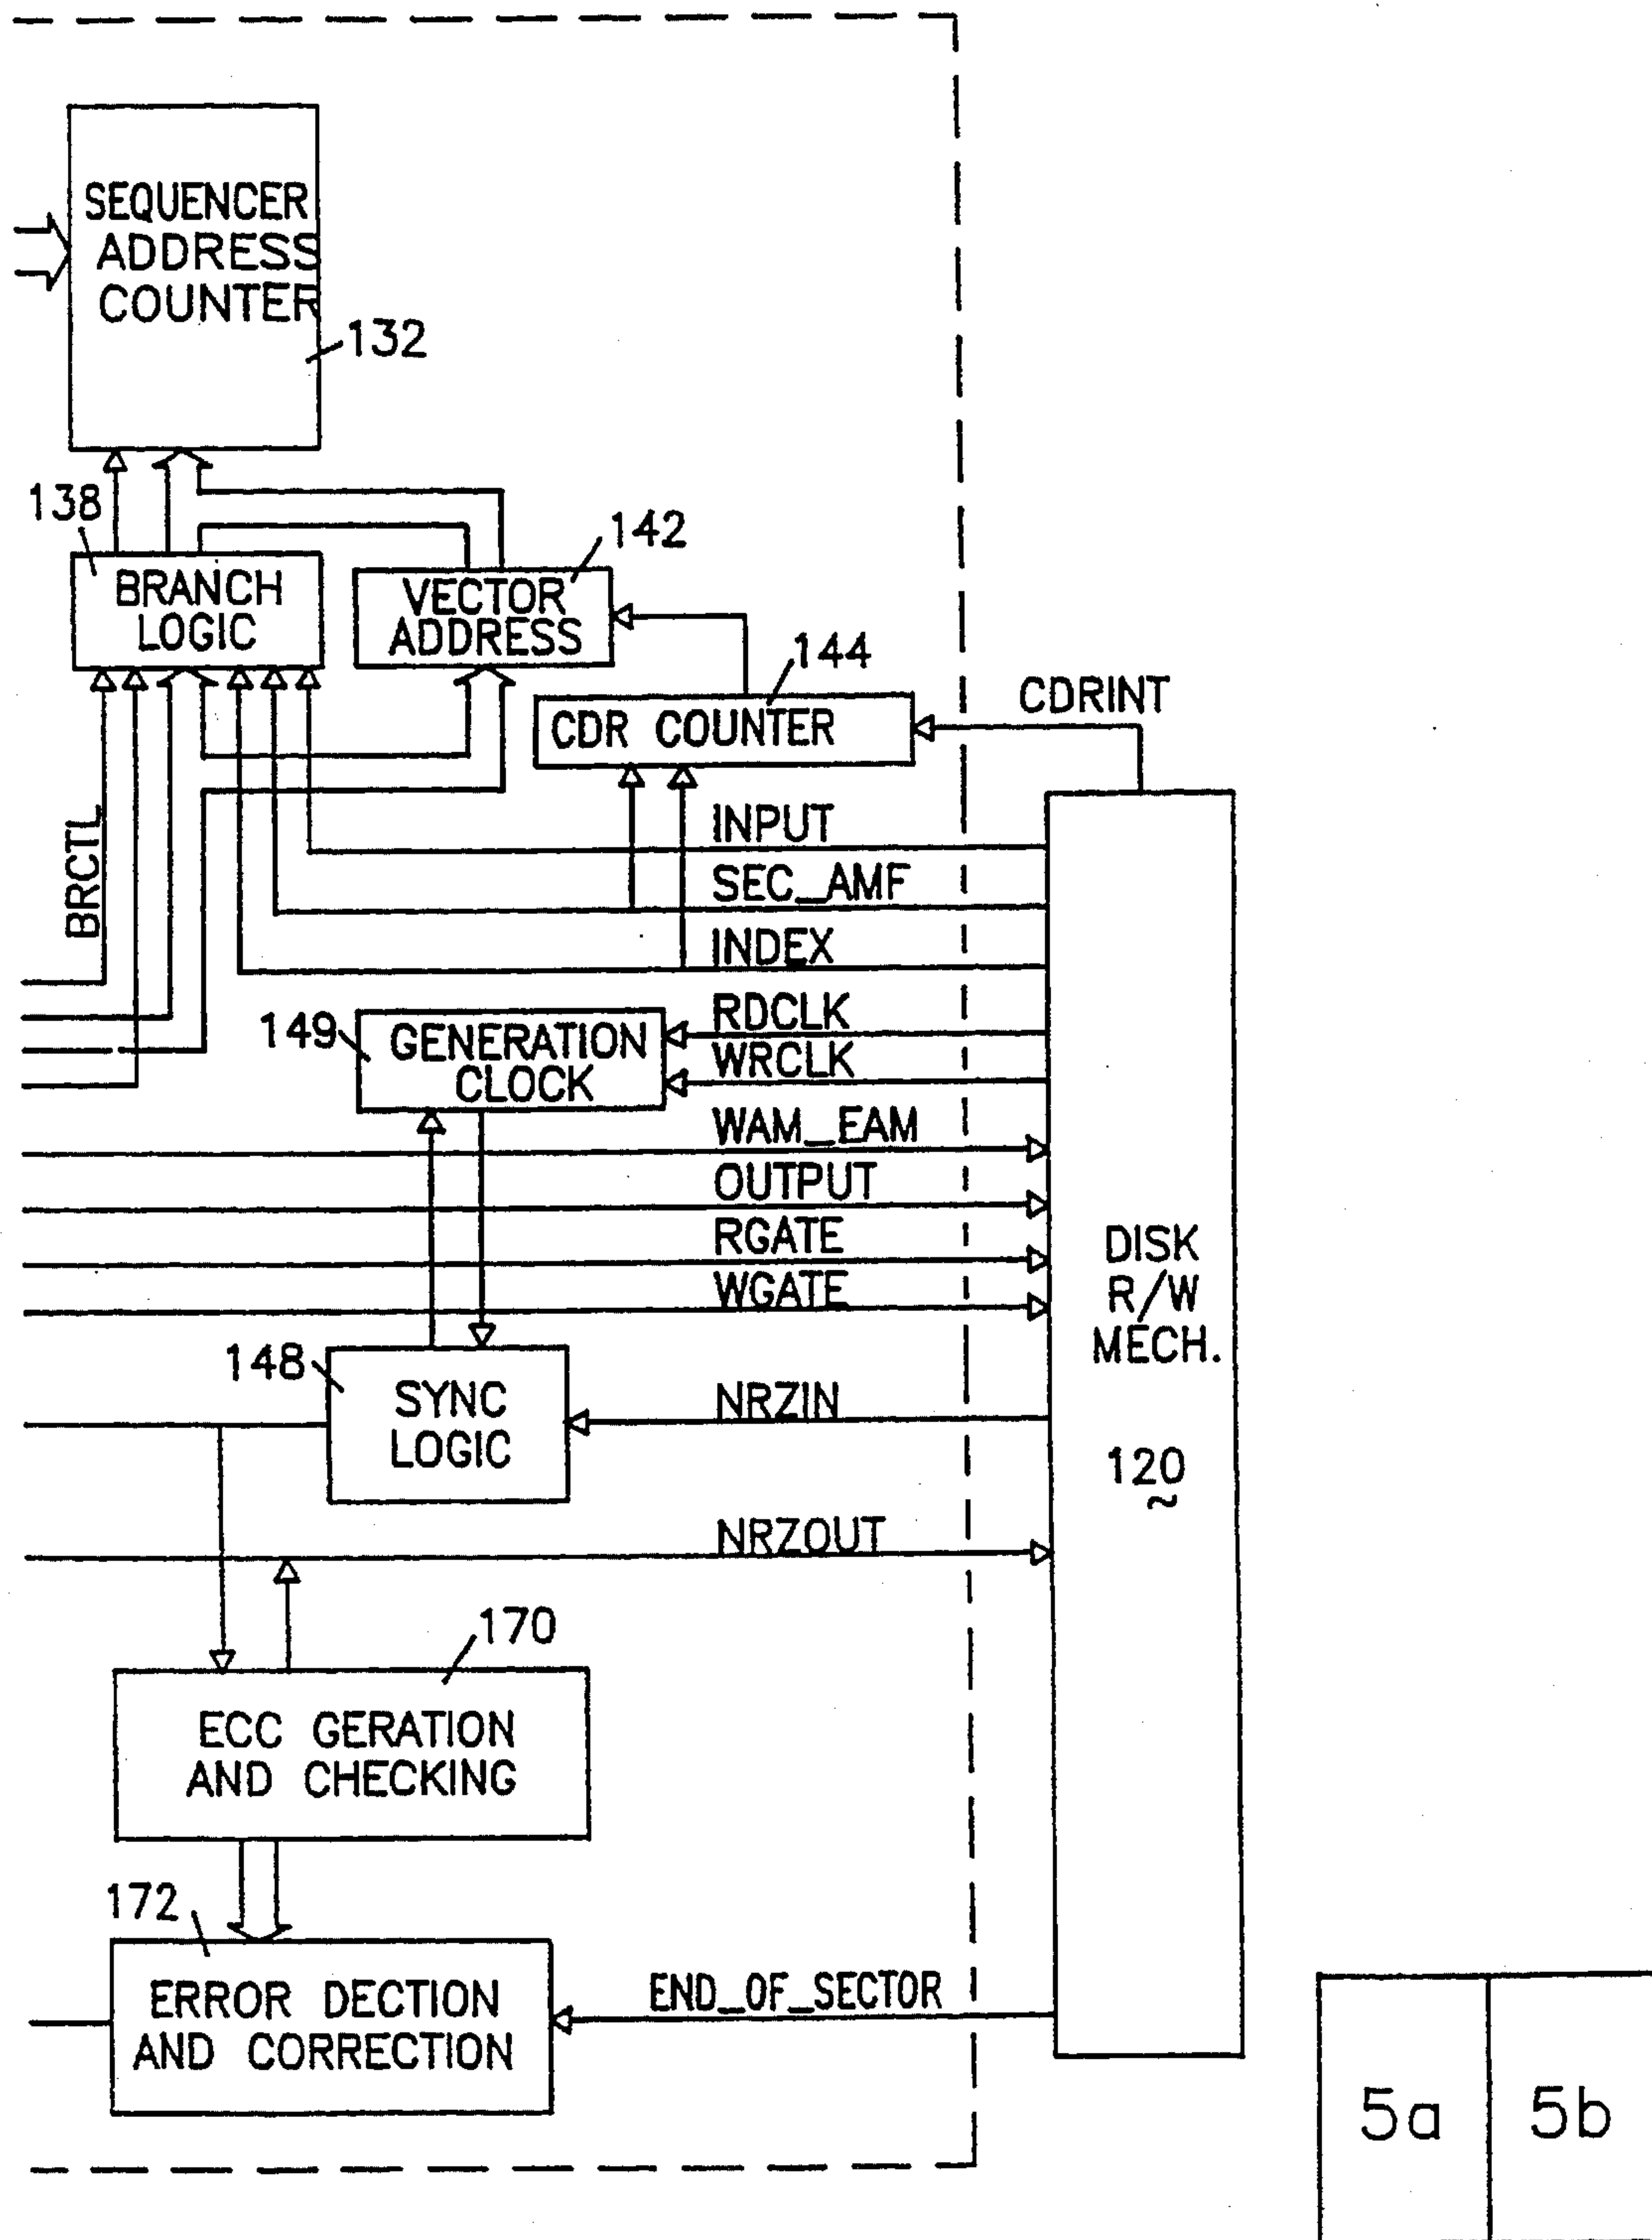 SEQUENCER
ADDRESS
COUNTER
132
138
BRANCH
LOGIC
142
VECTOR
ADDRESS
144
CDR COUNTER
CDRINT
BRCTL
INPUT
SEC_AMF
INDEX
149
GENERATION
CLOCK
RDCLK
WRCLK
WAM_EAM
OUTPUT
RGATE
WGATE
DISK
R/W
MECH.
120
148
SYNC
LOGIC
NRZIN
NRZOUT
170
ECC GERATION
AND CHECKING
172
ERROR DECTION
AND CORRECTION
END_OF_SECTOR
5a
5b